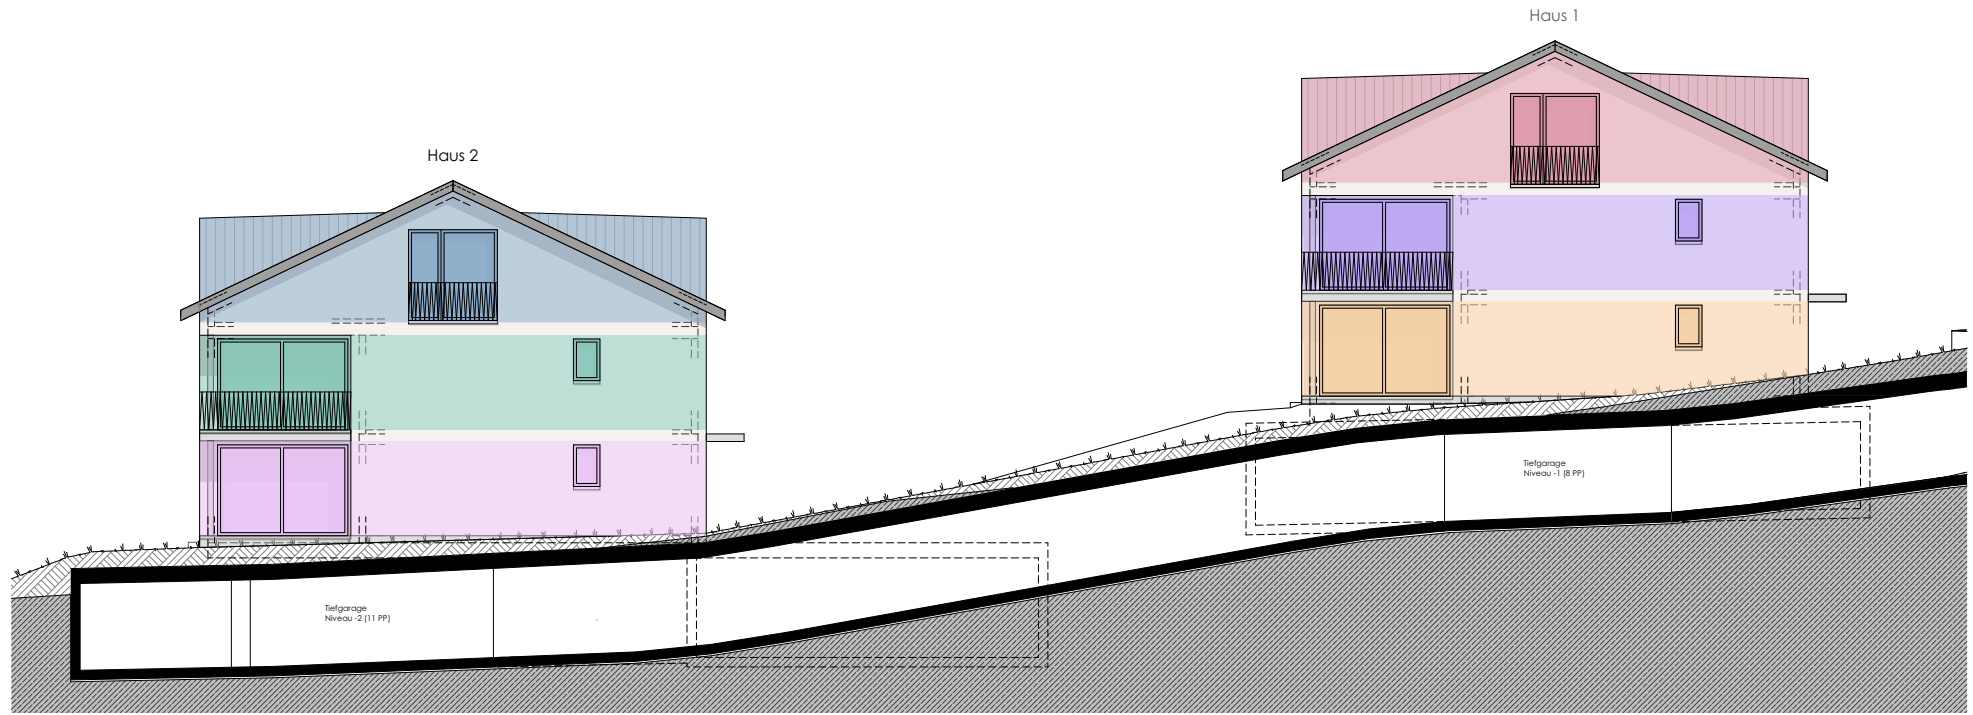 Haus 1
Haus 2
Tiefgarage
Niveau -1 (8 PP)
Tiefgarage
Niveau -2 (11 PP)